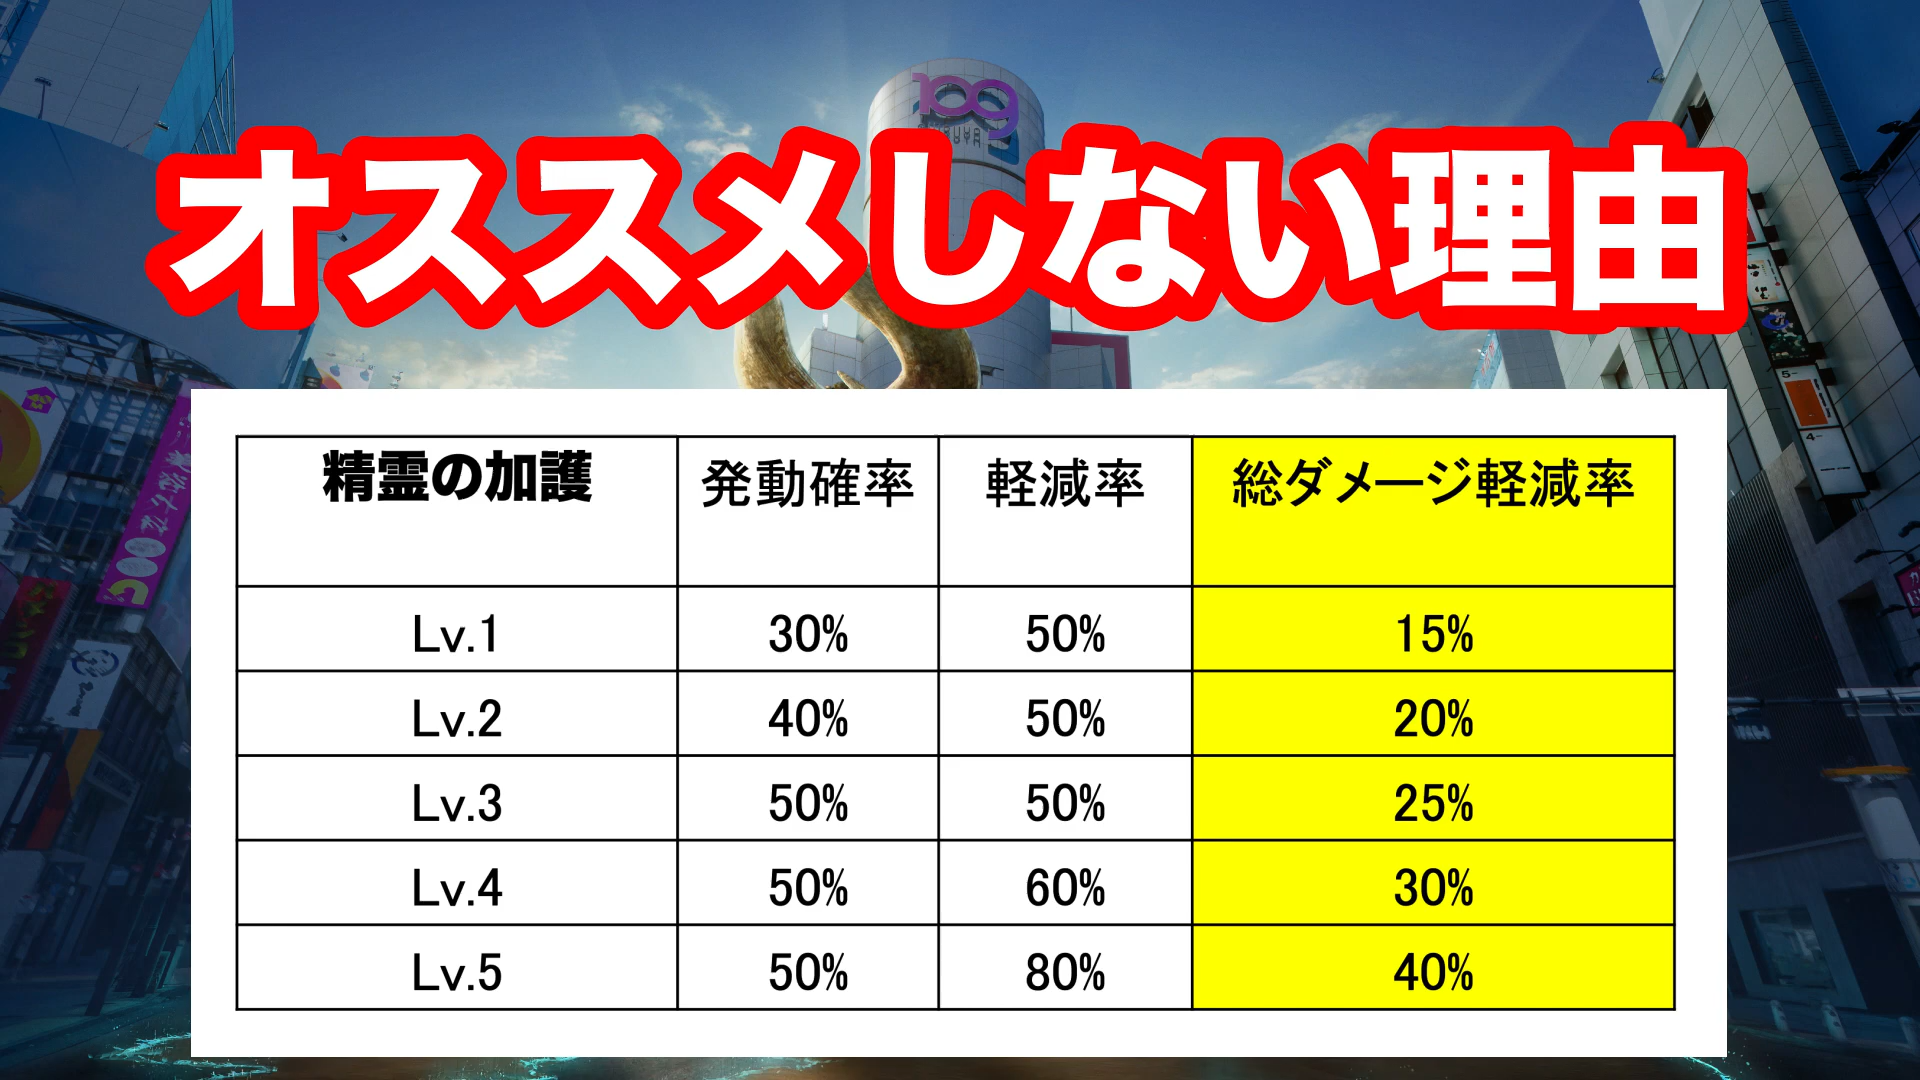 109
オススメしない理由
精霊の加護 発動確率 軽減率 総ダメージ軽減率
Lv.1 30% 50% 15%
Lv.2 40% 50% 20%
Lv.3 50% 50% 25%
Lv.4 50% 60% 30%
Lv.5 50% 80% 40%